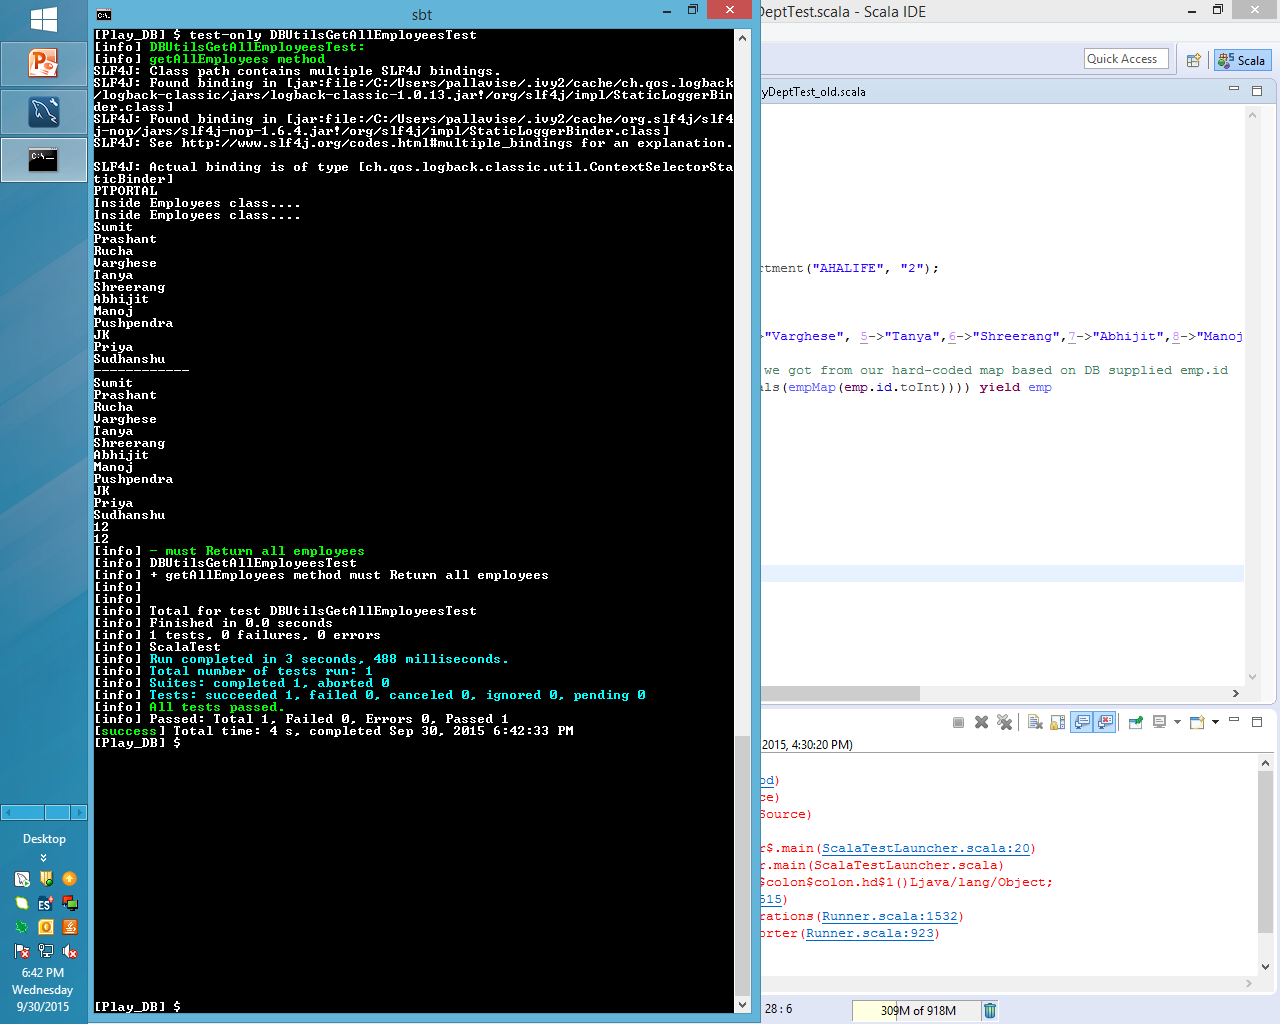 sbt
[Play_DB] $ test-only DBUtilsGetAllEmployeesTest
[info] DBUtilsGetAllEmployeesTest:
[info] getAllEmployees method
SLF4J: Class path contains multiple SLF4J bindings.
SLF4J: Found binding in [jar:file:/C:/Users/pallavise/.ivy2/cache/ch.qos.logback
/logback-classic/jars/logback-classic-1.0.13.jar!/org/slf4j/impl/StaticLoggerBin
der.class]
SLF4J: Found binding in [jar:file:/C:/Users/pallavise/.ivy2/cache/org.slf4j/slf4
j-nop/jars/slf4j-nop-1.6.4.jar!/org/slf4j/impl/StaticLoggerBinder.class]
SLF4J: See http://www.slf4j.org/codes.html#multiple_bindings for an explanation.
SLF4J: Actual binding is of type [ch.qos.logback.classic.util.ContextSelectorSta
ticBinder]
PTPORTAL
Inside Employees class....
Inside Employees class....
Sumit
Prashant
Rucha
Varghese
Tanya
Shreerang
Abhijit
Manoj
Pushpendra
JK
Priya
Sudhanshu
------------
Sumit
Prashant
Rucha
Varghese
Tanya
Shreerang
Abhijit
Manoj
Pushpendra
JK
Priya
Sudhanshu
12
12
[info] - must Return all employees
[info] DBUtilsGetAllEmployeesTest
[info] + getAllEmployees method must Return all employees
[info]
[info]
[info] Total for test DBUtilsGetAllEmployeesTest
[info] Finished in 0.0 seconds
[info] 1 tests, 0 failures, 0 errors
[info] ScalaTest
[info] Run completed in 3 seconds, 488 milliseconds.
[info] Total number of tests run: 1
[info] Suites: completed 1, aborted 0
[info] Tests: succeeded 1, failed 0, canceled 0, ignored 0, pending 0
[info] All tests passed.
[info] Passed: Total 1, Failed 0, Errors 0, Passed 1
[success] Total time: 4 s, completed Sep 30, 2015 6:42:33 PM
[Play_DB] $
[Play_DB] $
DeptTest.scala - Scala IDE
Quick Access
Scala
yDeptTest_old.scala
rtment("AHALIFE", "2");
>"Varghese", 5->"Tanya",6->"Shreerang",7->"Abhijit",8->"Manoj
we got from our hard-coded map based on DB supplied emp.id
als(empMap(emp.id.toInt)))) yield emp
2015, 4:30:20 PM)
od)
ce)
Source)
r$.main(ScalaTestLauncher.scala:20)
r.main(ScalaTestLauncher.scala)
$colon$colon.hd$1()Ljava/lang/Object;
515)
rations(Runner.scala:1532)
orter(Runner.scala:923)
28 : 6
309M of 918M
Desktop
6:42 PM
Wednesday
9/30/2015